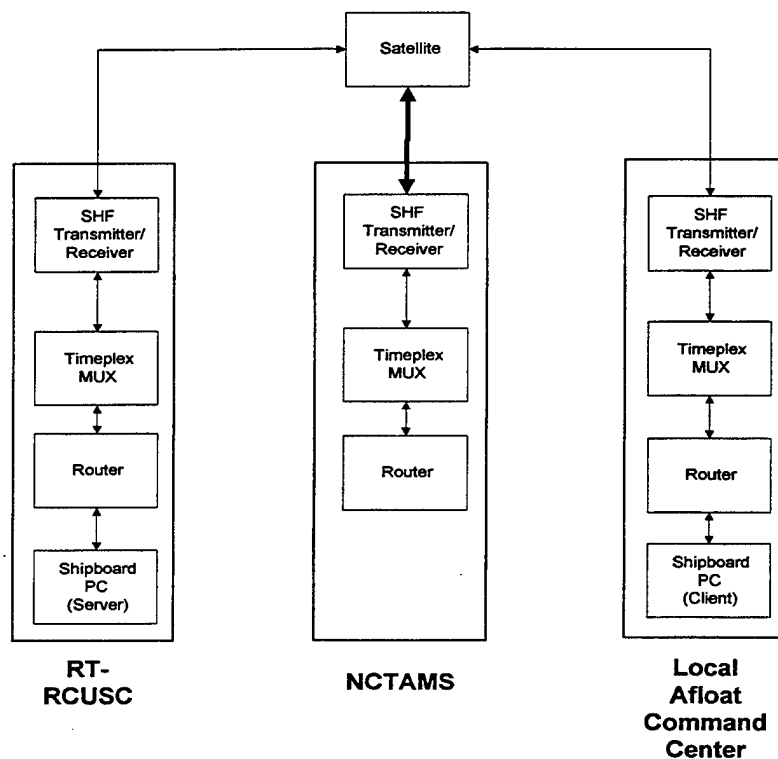 Satellite
SHF
Transmitter/
Receiver
Timeplex
MUX
Router
Shipboard
PC
(Server)
RT-
RCUSC
SHF
Transmitter/
Receiver
Timeplex
MUX
Router
NCTAMS
SHF
Transmitter/
Receiver
Timeplex
MUX
Router
Shipboard
PC
(Client)
Local
Afloat
Command
Center